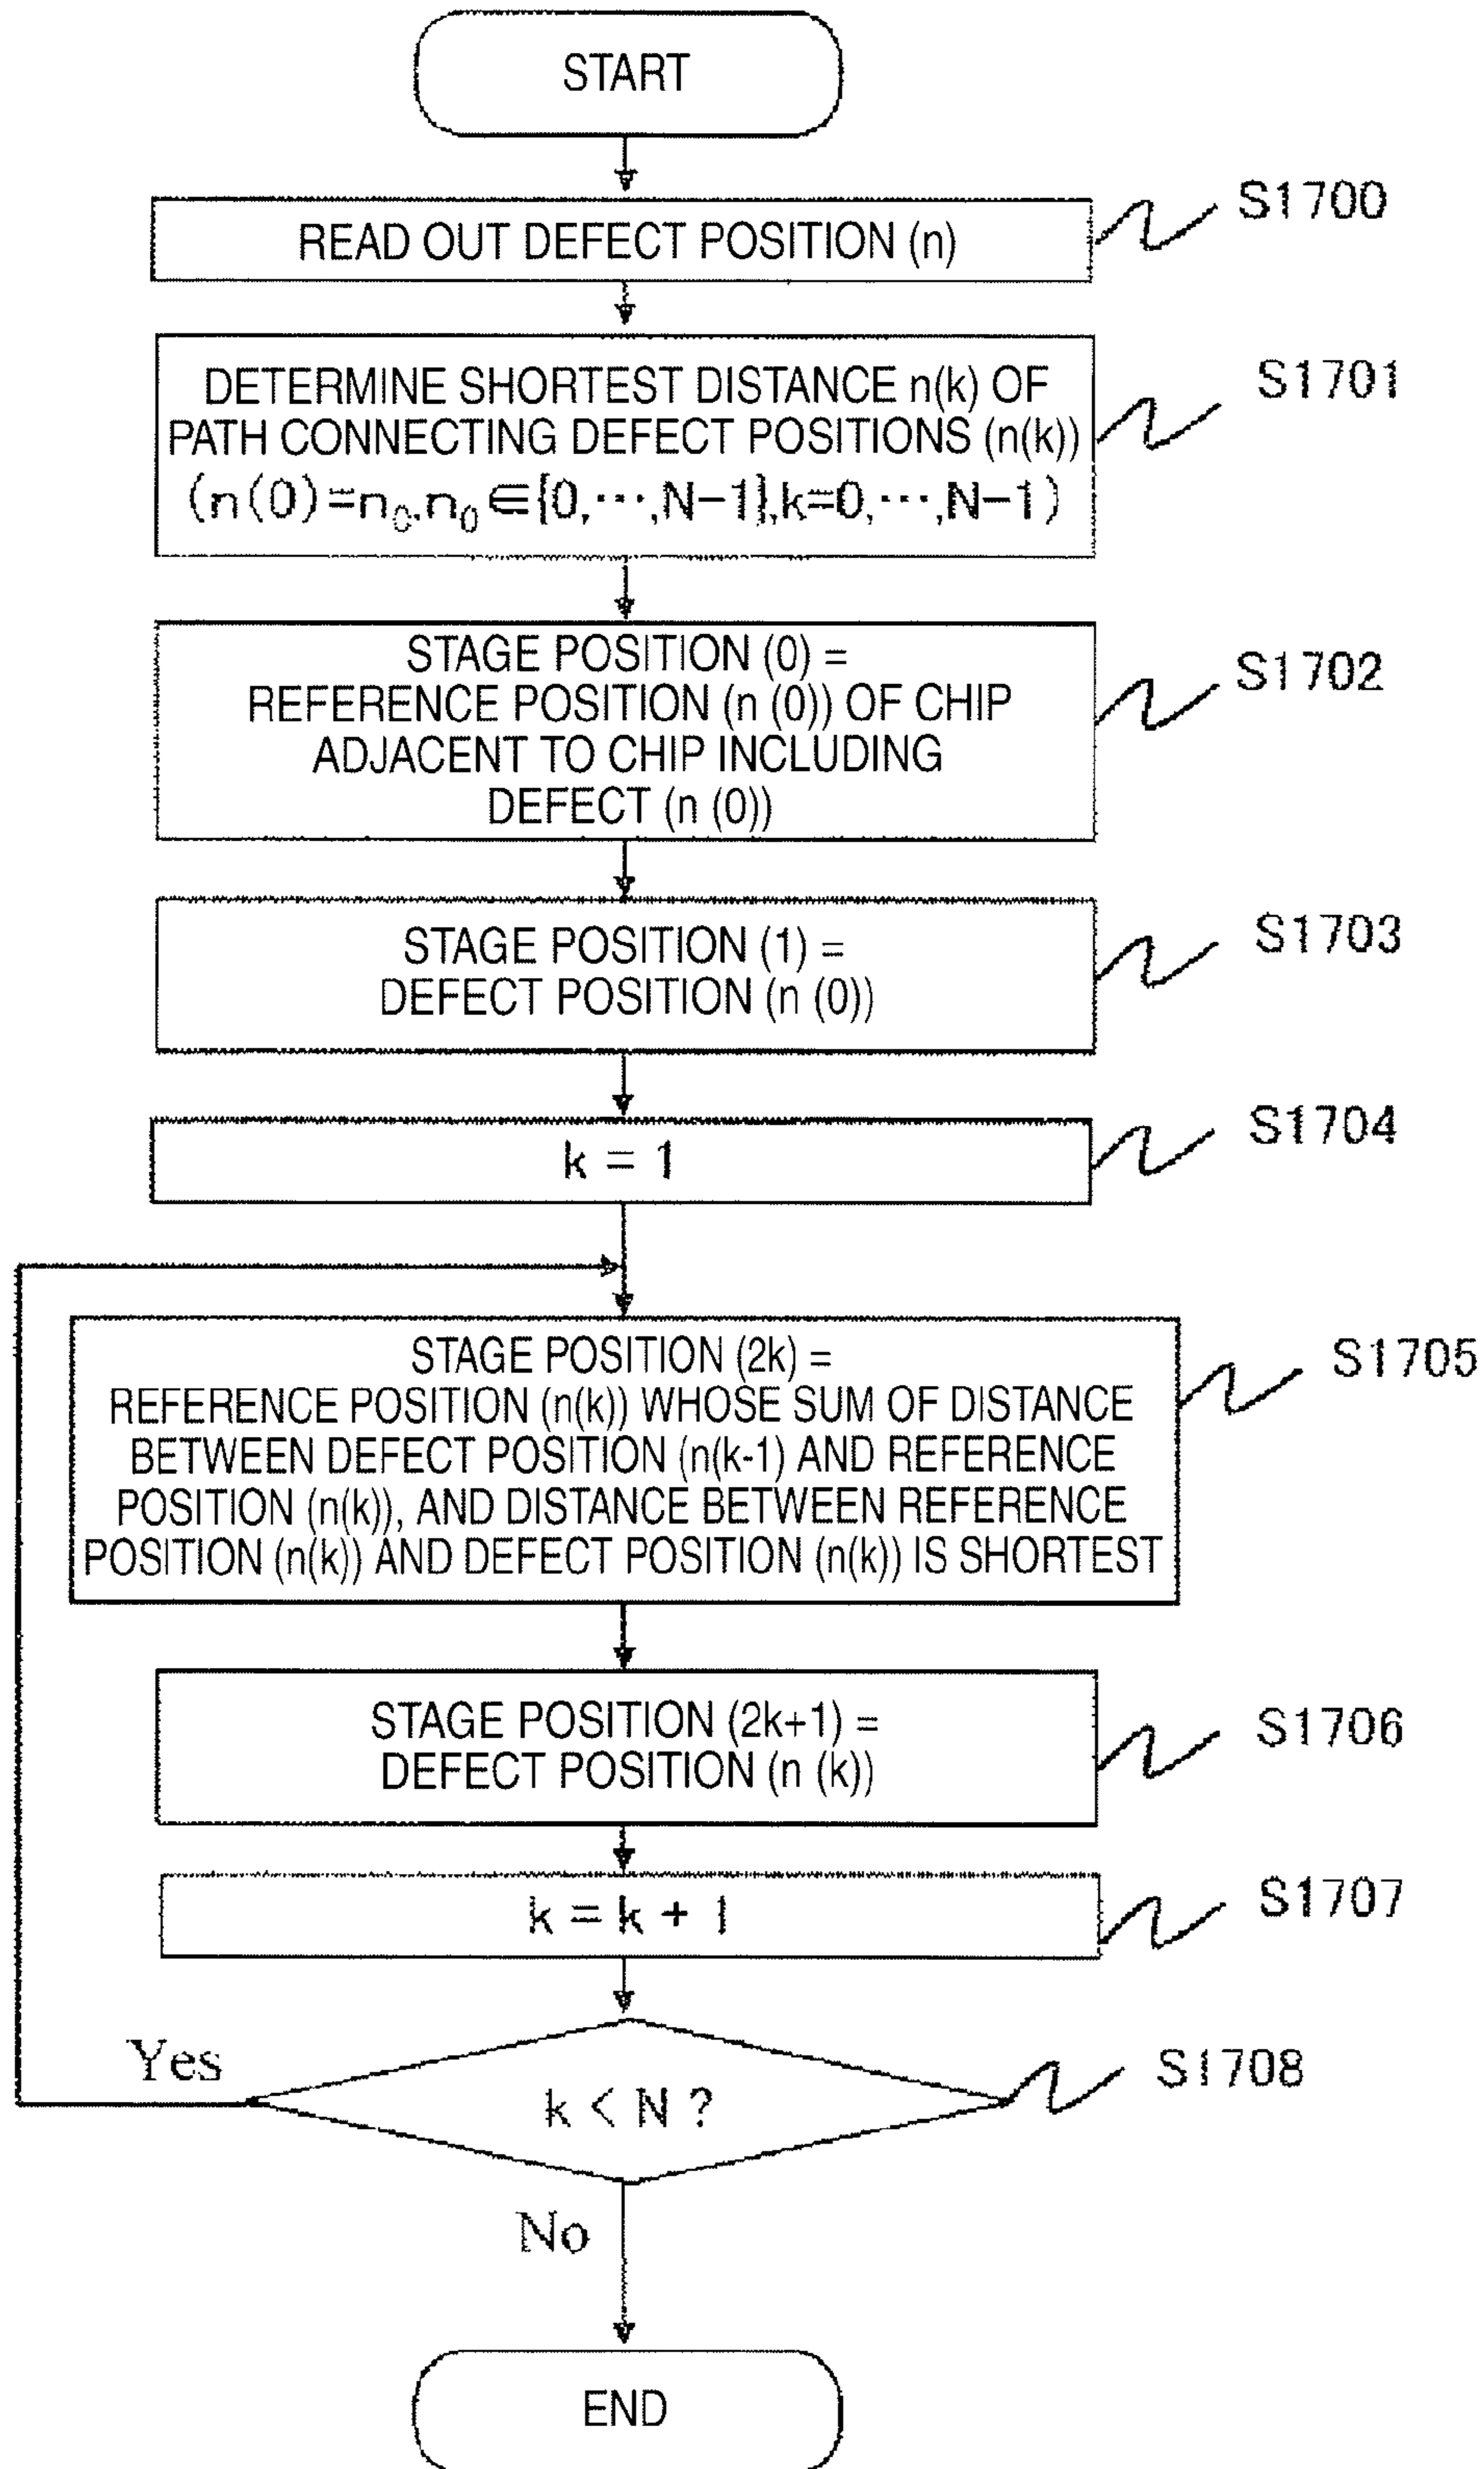 START
READ OUT DEFECT POSITION (n)
S1700
DETERMINE SHORTEST DISTANCE n(k) OF
PATH CONNECTING DEFECT POSITIONS (n(k))
(n(0)=n₀,n₀∈{0,⋯,N−1},k=0,⋯,N−1)
S1701
STAGE POSITION (0) =
REFERENCE POSITION (n (0)) OF CHIP
ADJACENT TO CHIP INCLUDING
DEFECT (n (0))
S1702
STAGE POSITION (1) =
DEFECT POSITION (n (0))
S1703
k = 1
S1704
STAGE POSITION (2k) =
REFERENCE POSITION (n(k)) WHOSE SUM OF DISTANCE
BETWEEN DEFECT POSITION (n(k-1) AND REFERENCE
POSITION (n(k)), AND DISTANCE BETWEEN REFERENCE
POSITION (n(k)) AND DEFECT POSITION (n(k)) IS SHORTEST
S1705
STAGE POSITION (2k+1) =
DEFECT POSITION (n (k))
S1706
k = k + 1
S1707
Yes
k < N ?
S1708
No
END